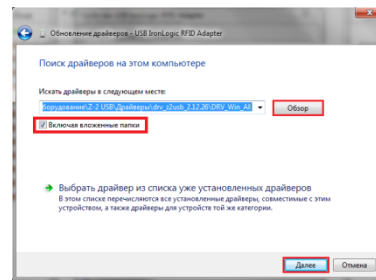 Обновление драйверов - USB IronLogic RFID Adapter
Поиск драйверов на этом компьютере
Искать драйверы в следующем месте:
борудование\Z-2 USB\Драйверы\drv_z2usb_2.12.26\DRV_Win_All
Обзор
Включая вложенные папки
Выбрать драйвер из списка уже установленных драйверов
В этом списке перечисляются все установленные драйверы, совместимые с этим
устройством, а также драйверы для устройств той же категории.
Далее
Отмена